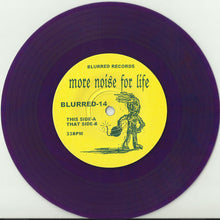 BLURRED RECORDS
more noise for life
BLURRED-14
THIS SIDE-A
THAT SIDE-B
33RPM